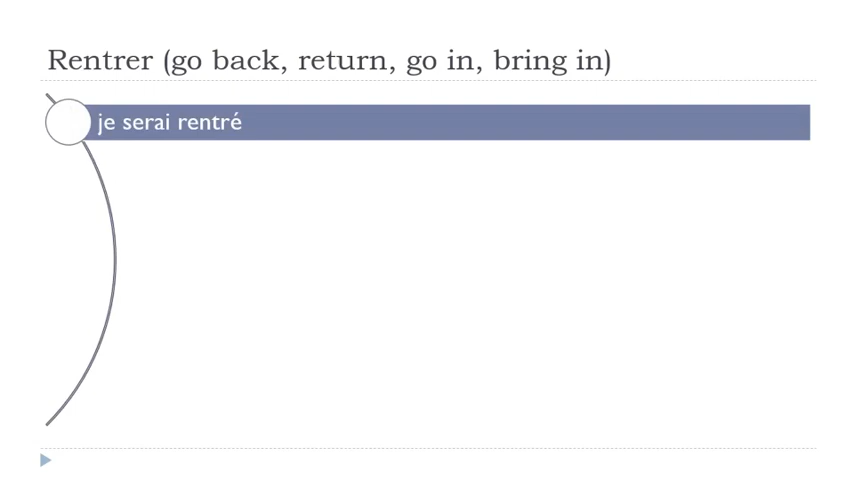 Rentrer (go back, return, go in, bring in)
je serai rentré